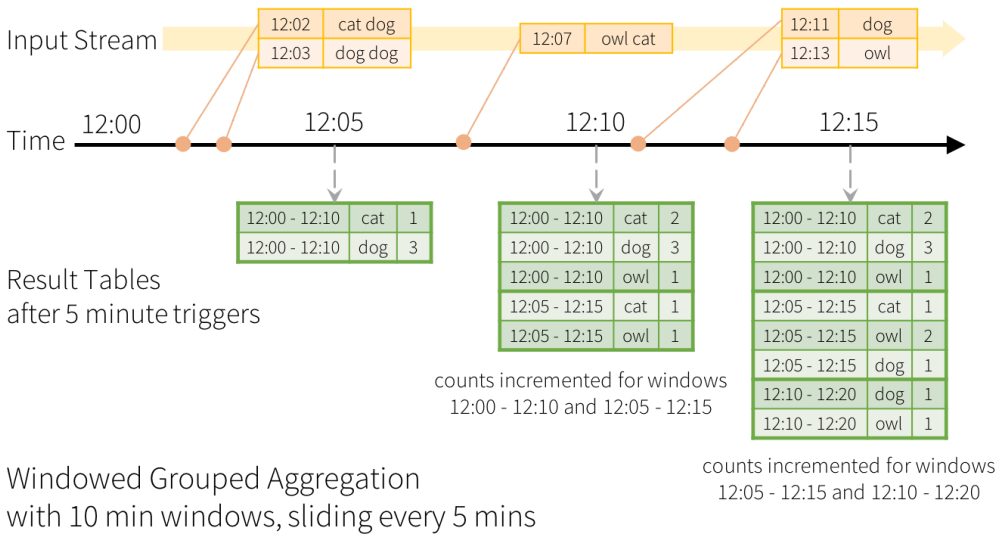 Input Stream
12:02 cat dog
12:03 dog dog
12:07 owl cat
12:11 dog
12:13 owl
Time
12:00
12:05
12:10
12:15
12:00 - 12:10 cat 1
12:00 - 12:10 dog 3
12:00 - 12:10 cat 2
12:00 - 12:10 dog 3
12:00 - 12:10 owl 1
12:05 - 12:15 cat 1
12:05 - 12:15 owl 1
12:00 - 12:10 cat 2
12:00 - 12:10 dog 3
12:00 - 12:10 owl 1
12:05 - 12:15 cat 1
12:05 - 12:15 owl 2
12:05 - 12:15 dog 1
12:10 - 12:20 dog 1
12:10 - 12:20 owl 1
Result Tables
after 5 minute triggers
counts incremented for windows
12:00 - 12:10 and 12:05 - 12:15
counts incremented for windows
12:05 - 12:15 and 12:10 - 12:20
Windowed Grouped Aggregation
with 10 min windows, sliding every 5 mins